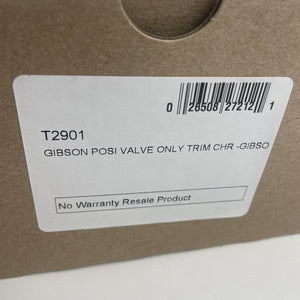 0 26508 27212 1
T2901
GIBSON POSI VALVE ONLY TRIM CHR -GIBSO
No Warranty Resale Product